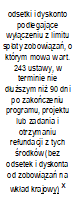 odsetki i dyskonto
podlegające
wyłączeniu z limitu
spłaty zobowiązań, o
którym mowa w art.
243 ustawy, w
terminie nie
dłuższym niż 90 dni
po zakończeniu
programu, projektu
lub zadania i
otrzymaniu
refundacji z tych
środków (bez
odsetek i dyskonta
od zobowiązań na
wkład krajowy) x